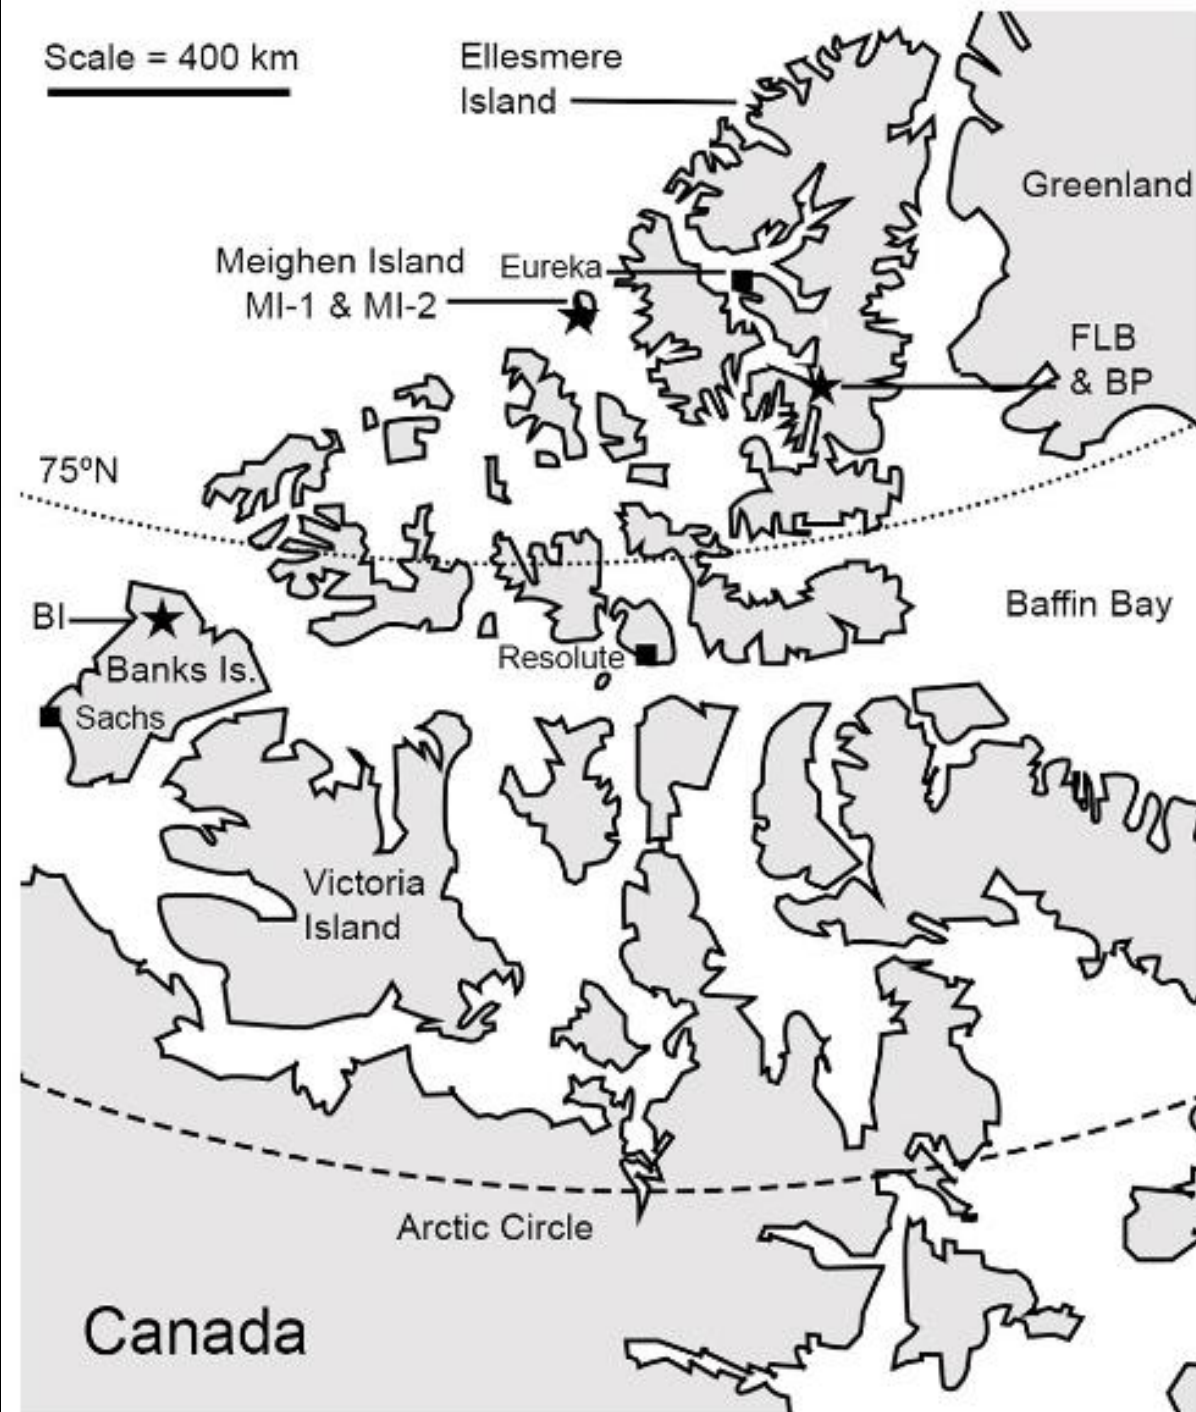 Scale = 400 km
Ellesmere
Island
Greenland
Meighen Island
MI-1 & MI-2
Eureka
FLB
& BP
75ºN
BI
Banks Is.
Sachs
Resolute
Baffin Bay
Victoria
Island
Arctic Circle
Canada